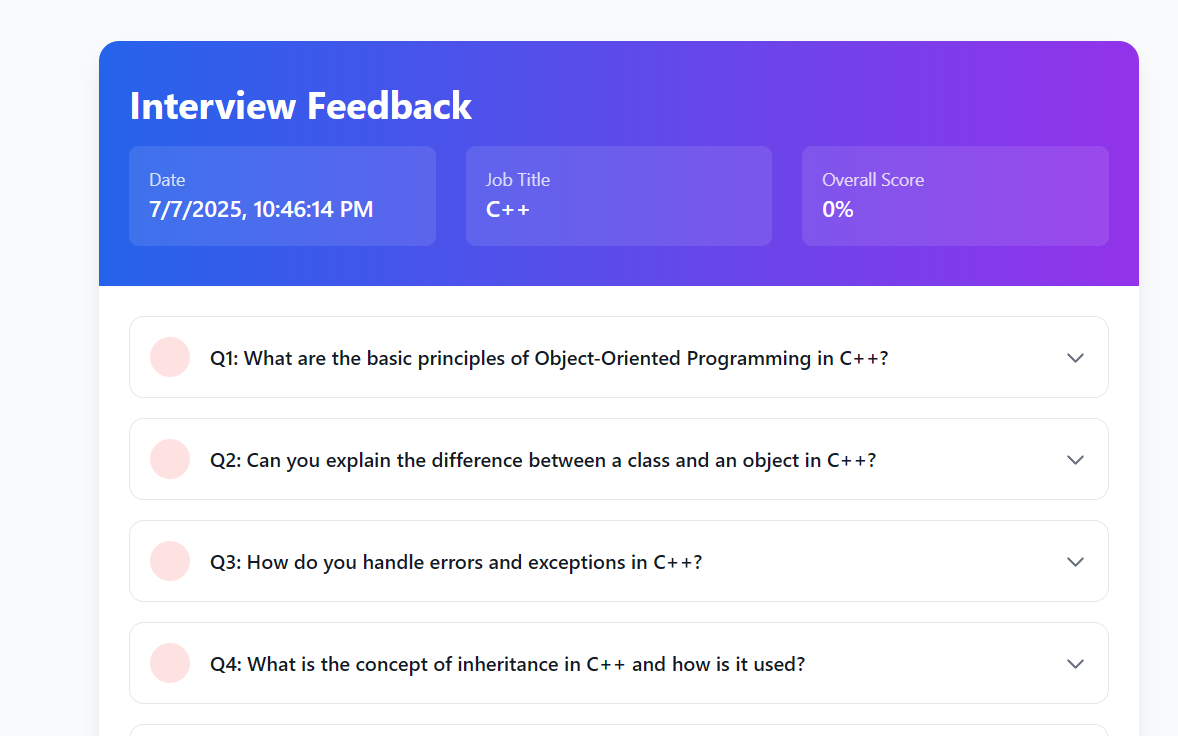 Interview Feedback
Date
7/7/2025, 10:46:14 PM
Job Title
C++
Overall Score
0%
Q1: What are the basic principles of Object-Oriented Programming in C++?
Q2: Can you explain the difference between a class and an object in C++?
Q3: How do you handle errors and exceptions in C++?
Q4: What is the concept of inheritance in C++ and how is it used?